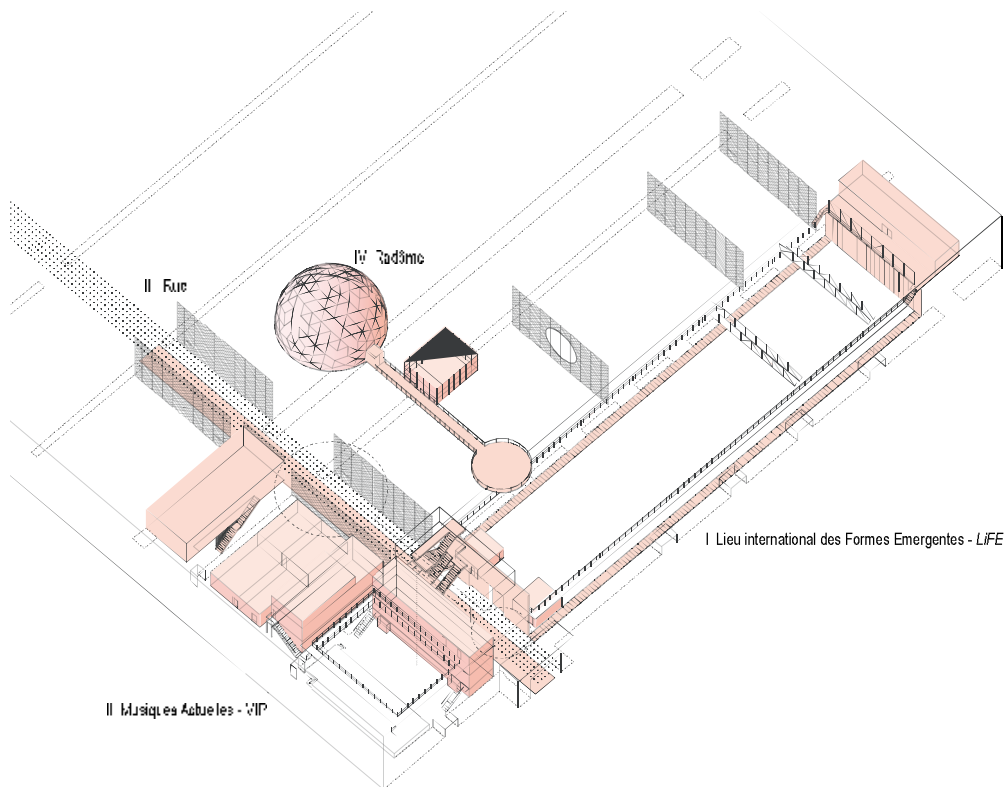 IV Radôme
II Rue
I Lieu international des Formes Emergentes - LiFE
II Musiques Actuelles - VIP